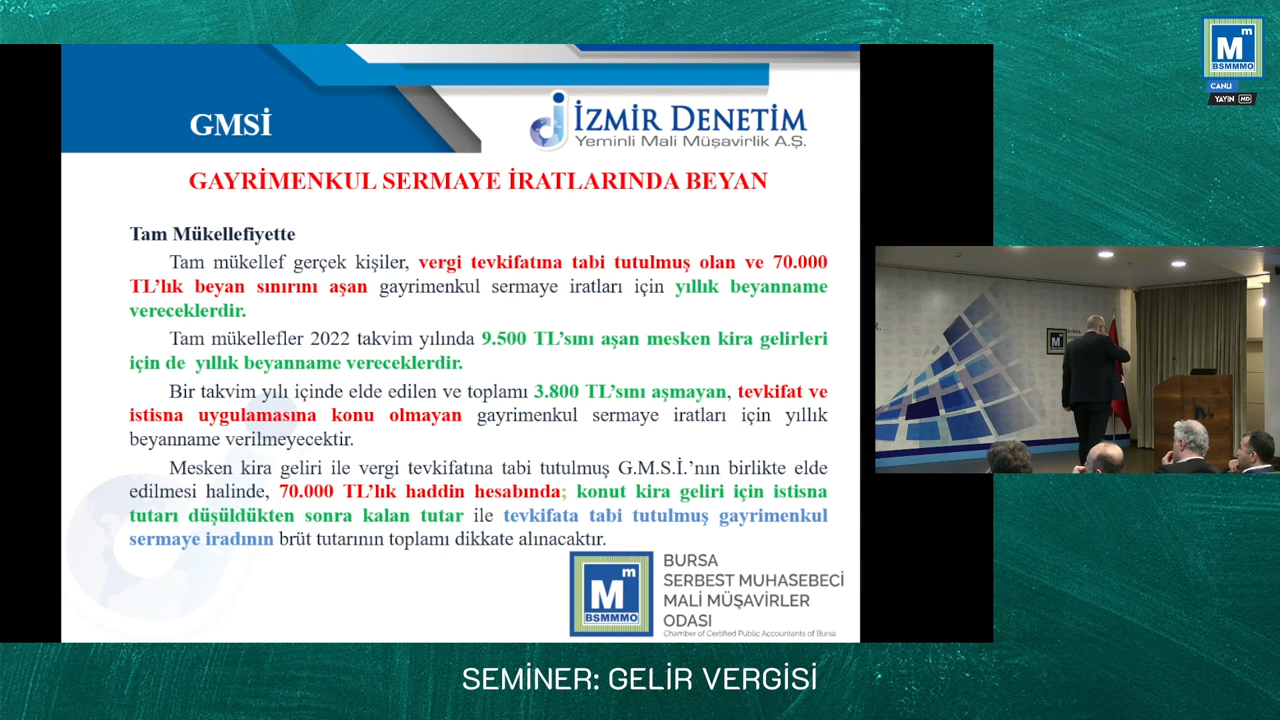 M
m
BSMMMO
CANLI
YAYIN HD
GMSİ
İZMİR DENETİM
Yeminli Mali Müşavirlik A.Ş.
GAYRİMENKUL SERMAYE İRATLARINDA BEYAN
Tam Mükellefiyette
Tam mükellef gerçek kişiler, vergi tevkifatına tabi tutulmuş olan ve 70.000
TL’lık beyan sınırını aşan gayrimenkul sermaye iratları için yıllık beyanname
vereceklerdir.
Tam mükellefler 2022 takvim yılında 9.500 TL’sını aşan mesken kira gelirleri
için de yıllık beyanname vereceklerdir.
Bir takvim yılı içinde elde edilen ve toplamı 3.800 TL’sını aşmayan, tevkifat ve
istisna uygulamasına konu olmayan gayrimenkul sermaye iratları için yıllık
beyanname verilmeyecektir.
Mesken kira geliri ile vergi tevkifatına tabi tutulmuş G.M.S.İ.’nın birlikte elde
edilmesi halinde, 70.000 TL’lık haddin hesabında; konut kira geliri için istisna
tutarı düşüldükten sonra kalan tutar ile tevkifata tabi tutulmuş gayrimenkul
sermaye iradının brüt tutarının toplamı dikkate alınacaktır.
M
m
BSMMMO
BURSA
SERBEST MUHASEBECİ
MALİ MÜŞAVİRLER
ODASI
Chamber of Certified Public Accountants of Bursa
M
BURSA
SEMİNER: GELİR VERGİSİ